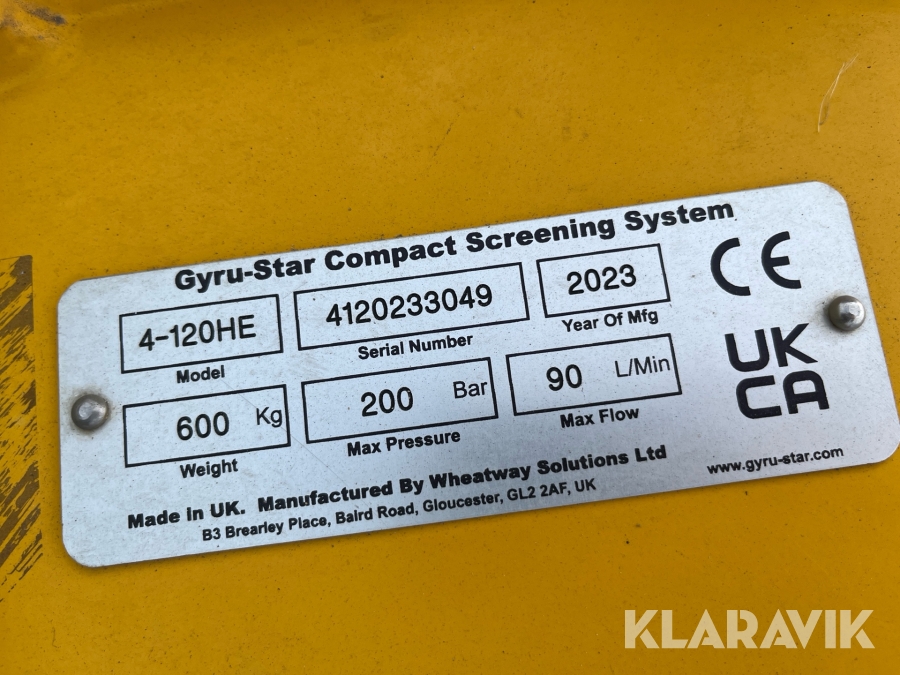 Gyru-Star Compact Screening System
4-120HE
4120233049
2023
Model
Serial Number
Year Of Mfg
600 Kg
200 Bar
90 L/Min
Weight
Max Pressure
Max Flow
CE
UK
CA
Made in UK. Manufactured By Wheatway Solutions Ltd
B3 Brearley Place, Baird Road, Gloucester, GL2 2AF, UK
www.gyru-star.com
KLARAVIK